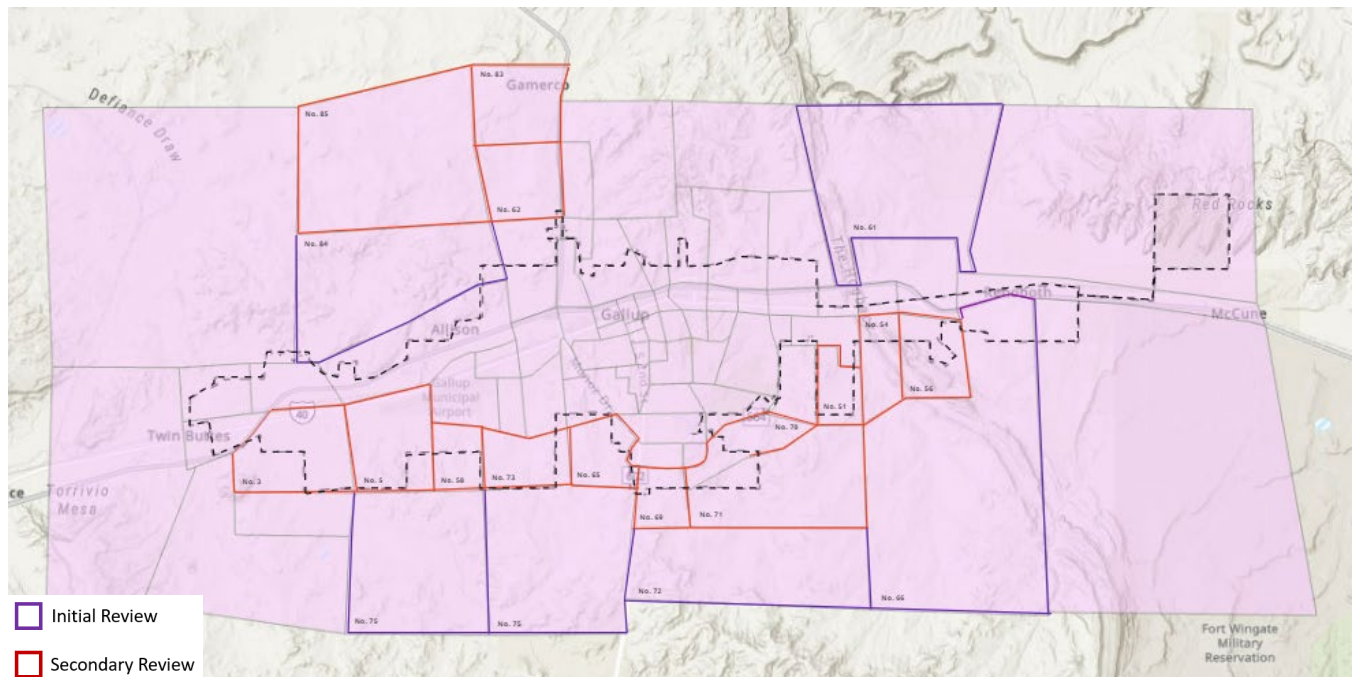 No. 83
Gamerco
Defiance Draw
No. 85
Red Rocks
No. 62
No. 61
No. 84
Rehoboth
McCune
Gallup
No. 54
Allison
Gallup
Municipal
Airport
No. 56
No. 51
40
Twin Buttes
No. 70
No. 3
No. 5
No. 58
No. 73
No. 65
Torrivio
Mesa
No. 69
No. 71
No. 72
No. 66
No. 75
No. 75
Initial Review
Secondary Review
Fort Wingate
Military
Reservation